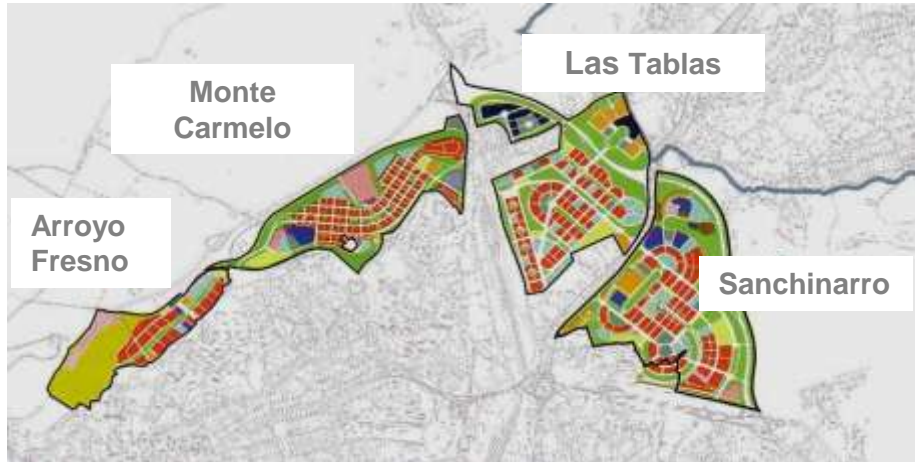 Las Tablas
Monte
Carmelo
Arroyo
Fresno
Sanchinarro